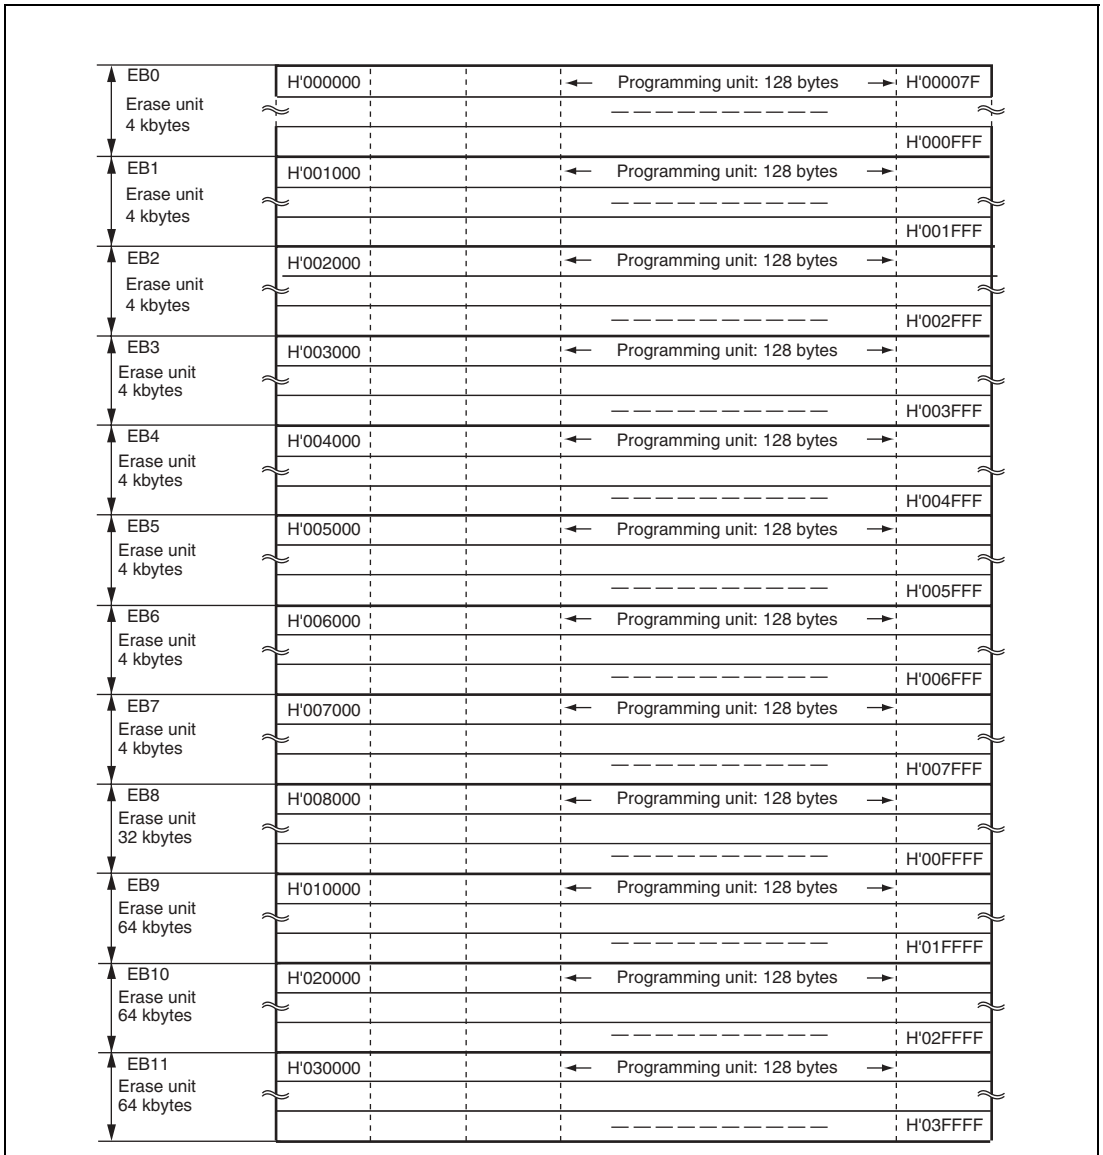 EB0
Erase unit
4 kbytes
H'000000 Programming unit: 128 bytes H'00007F
H'000FFF
EB1
Erase unit
4 kbytes
H'001000 Programming unit: 128 bytes
H'001FFF
EB2
Erase unit
4 kbytes
H'002000 Programming unit: 128 bytes
H'002FFF
EB3
Erase unit
4 kbytes
H'003000 Programming unit: 128 bytes
H'003FFF
EB4
Erase unit
4 kbytes
H'004000 Programming unit: 128 bytes
H'004FFF
EB5
Erase unit
4 kbytes
H'005000 Programming unit: 128 bytes
H'005FFF
EB6
Erase unit
4 kbytes
H'006000 Programming unit: 128 bytes
H'006FFF
EB7
Erase unit
4 kbytes
H'007000 Programming unit: 128 bytes
H'007FFF
EB8
Erase unit
32 kbytes
H'008000 Programming unit: 128 bytes
H'00FFFF
EB9
Erase unit
64 kbytes
H'010000 Programming unit: 128 bytes
H'01FFFF
EB10
Erase unit
64 kbytes
H'020000 Programming unit: 128 bytes
H'02FFFF
EB11
Erase unit
64 kbytes
H'030000 Programming unit: 128 bytes
H'03FFFF